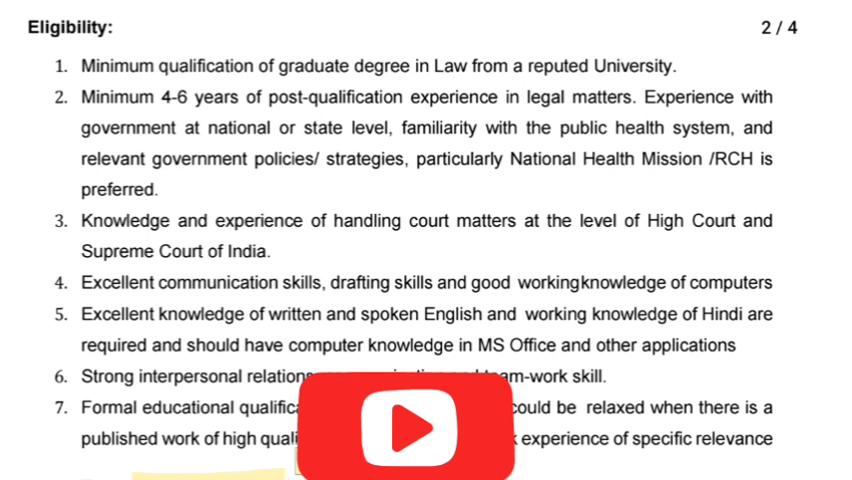 Eligibility:
2 / 4
1. Minimum qualification of graduate degree in Law from a reputed University.
2. Minimum 4-6 years of post-qualification experience in legal matters. Experience with
government at national or state level, familiarity with the public health system, and
relevant government policies/ strategies, particularly National Health Mission /RCH is
preferred.
3. Knowledge and experience of handling court matters at the level of High Court and
Supreme Court of India.
4. Excellent communication skills, drafting skills and good workingknowledge of computers
5. Excellent knowledge of written and spoken English and working knowledge of Hindi are
required and should have computer knowledge in MS Office and other applications
6. Strong interpersonal skill.
7. Formal educational could be relaxed when there is a
published work of high experience of specific relevance